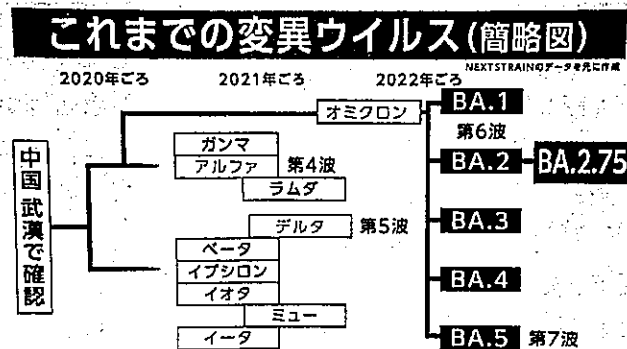 これまでの変異ウイルス(簡略図)
NEXTSTRAINのデータを元に作成
2020年ごろ
2021年ごろ
2022年ごろ
中国 武漢で確認
オミクロン
ガンマ
アルファ
第4波
ラムダ
デルタ
第5波
ベータ
イプシロン
イオタ
ミュー
イータ
BA.1
第6波
BA.2
BA.2.75
BA.3
BA.4
BA.5
第7波